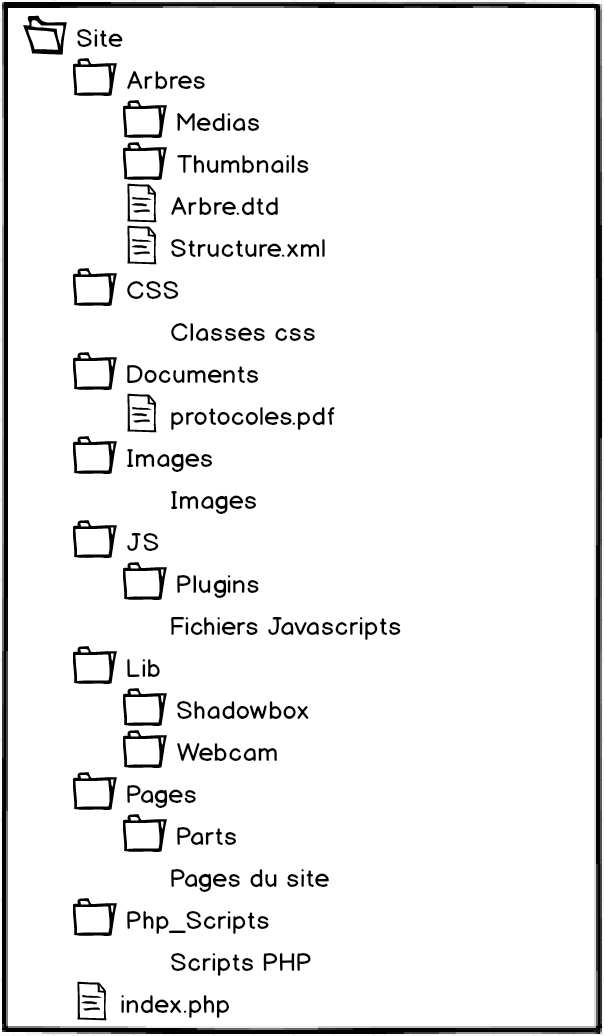 Site
Arbres
Medias
Thumbnails
Arbre.dtd
Structure.xml
CSS
Classes css
Documents
protocoles.pdf
Images
Images
JS
Plugins
Fichiers Javascripts
Lib
Shadowbox
Webcam
Pages
Parts
Pages du site
Php_Scripts
Scripts PHP
index.php